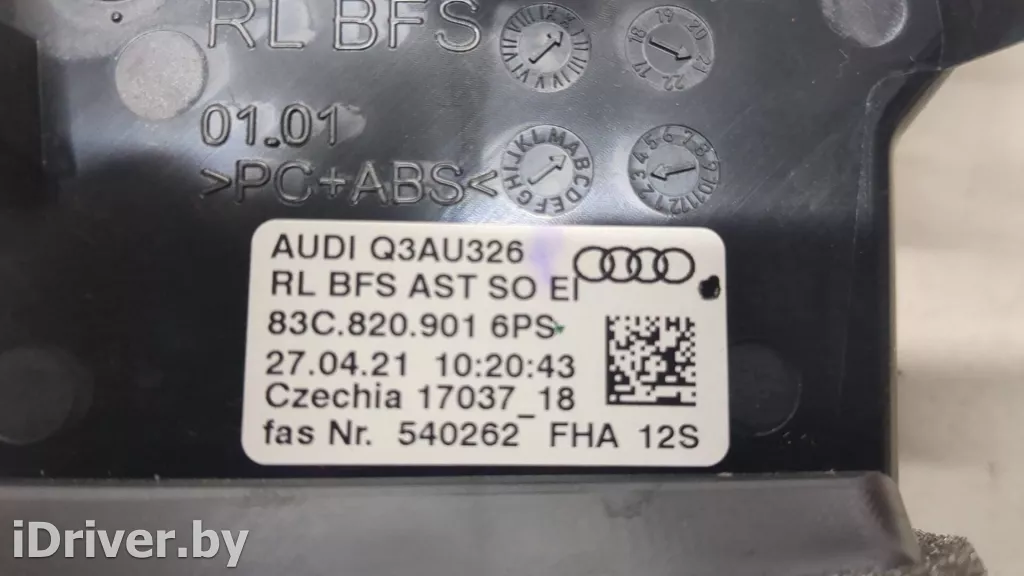 RL BFS
01.01
>PC+ABS<
AUDI Q3AU326
RL BFS AST SO EI
83C.820.901 6PS
27.04.21 10:20:43
Czechia 17037_18
fas Nr. 540262 FHA 12S
iDriver.by